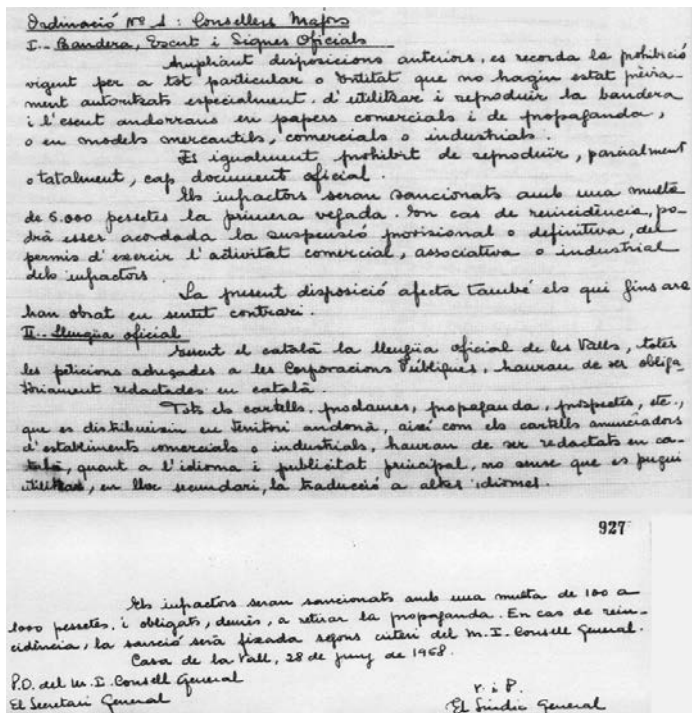 Ordinació Nº 1: Consellers Majors
I.- Bandera, Escut i Signes Oficials
Ampliant disposicions anteriors, es recorda la prohibició
vigent per a tot particular o Entitat que no hagin estat prèvia-
ment autoritzats especialment, d'utilitzar i reproduir la bandera
i l'escut andorrans en papers comercials i de propaganda,
o en models mercantils, comercials o industrials.
Es igualment prohibit de reproduir, parcialment
o totalment, cap document oficial.
Els infractors seran sancionats amb una multa
de 5.000 pessetes la primera vegada. En cas de reincidència, po-
drà esser acordada la suspensió provisional o definitiva, del
permis d'exercir l'activitat comercial, associativa o industrial
dels infractors.
La present disposició afecta també els qui fins ara
han obrat en sentit contrari.
II.- Llengüa oficial
Essent el català la llengüa oficial de les Valls, totes
les peticions adreçades a les Corporacions Públiques, hauran de ser obliga-
tòriament redactades en català.
Tots els cartells, proclames, propaganda, prospectes, etc.,
que es distribueixin en territori andorrà, així com els cartells anunciadors
d'establiments comercials o industrials, hauran de ser redactats en ca-
talà, quant a l'idioma i publicitat principal, no sense que es pugui
utilitzar, en lloc secundari, la traducció a altres idiomes.
927
Els infractors seran sancionats amb una multa de 100 a
1000 pessetes, i obligats, demés, a retirar la propaganda. En cas de rein-
cidència, la sanció serà fixada segons criteri del M.I. Consell General.
Casa de la Vall, 28 de juny de 1968.
P.O. del M.I. Consell General
El Secretari General
V. i P.
El Síndic General